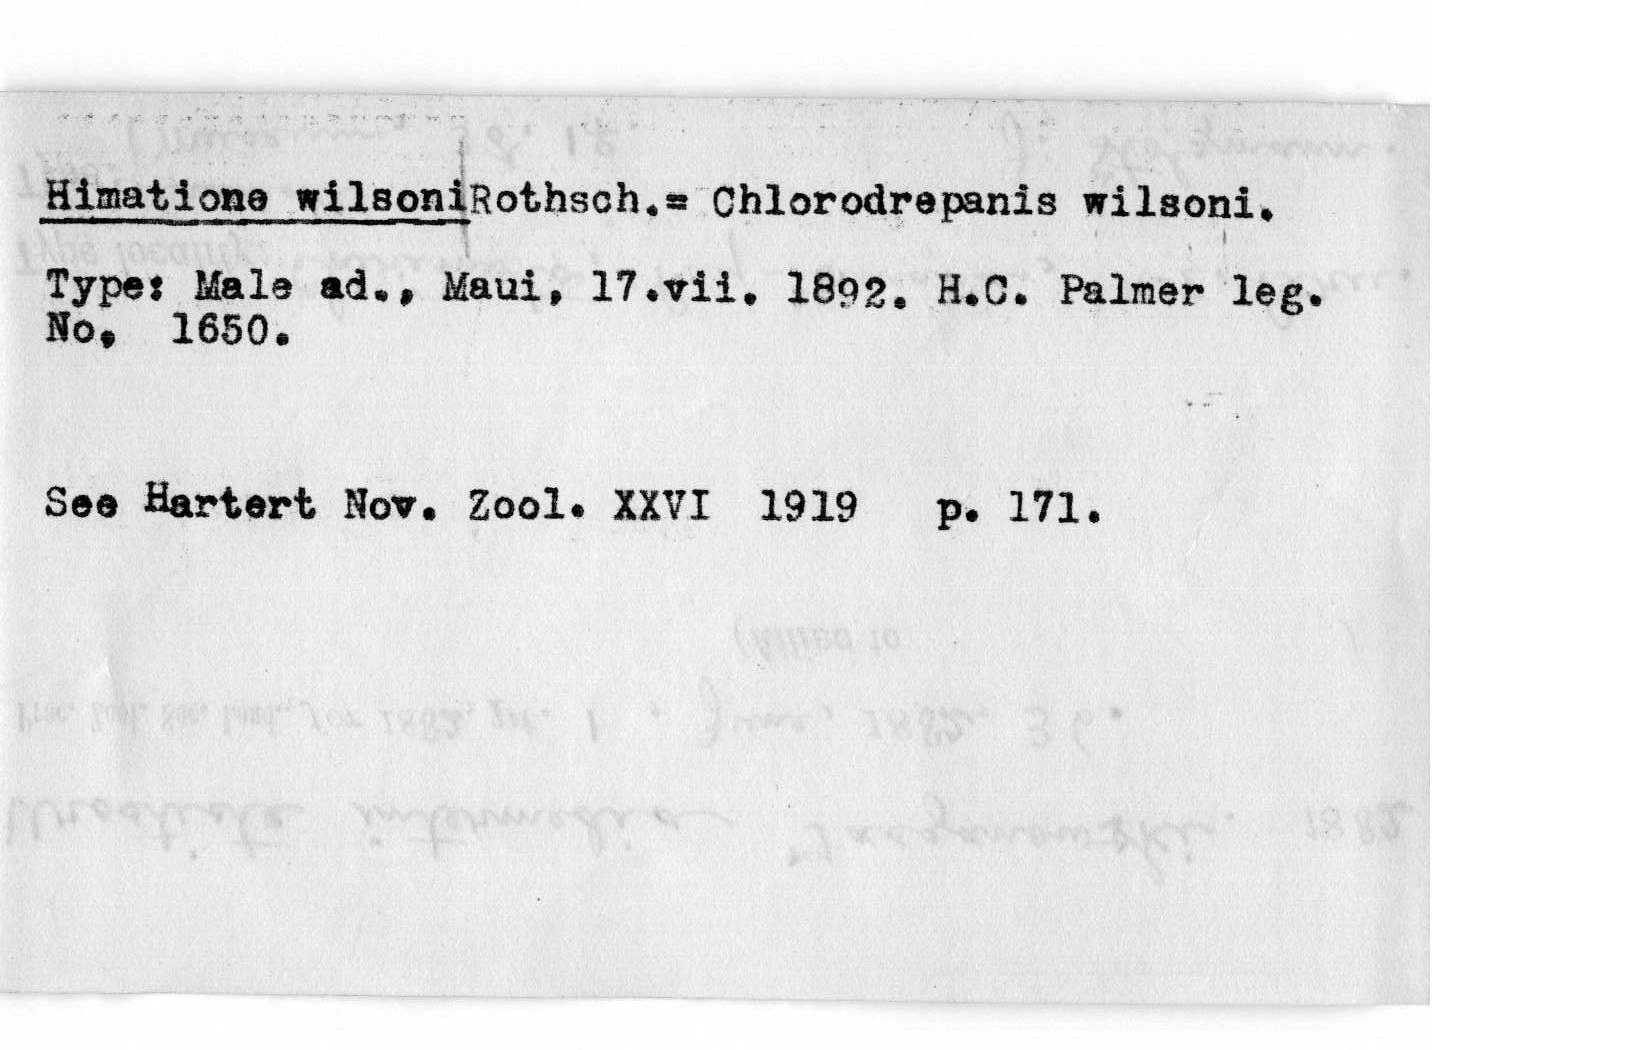 Himatione wilsoni Rothsch.= Chlorodrepanis wilsoni.
Type: Male ad., Maui, 17.vii. 1892. H.C. Palmer leg.
No. 1650.
See Hartert Nov. Zool. XXVI 1919 p. 171.